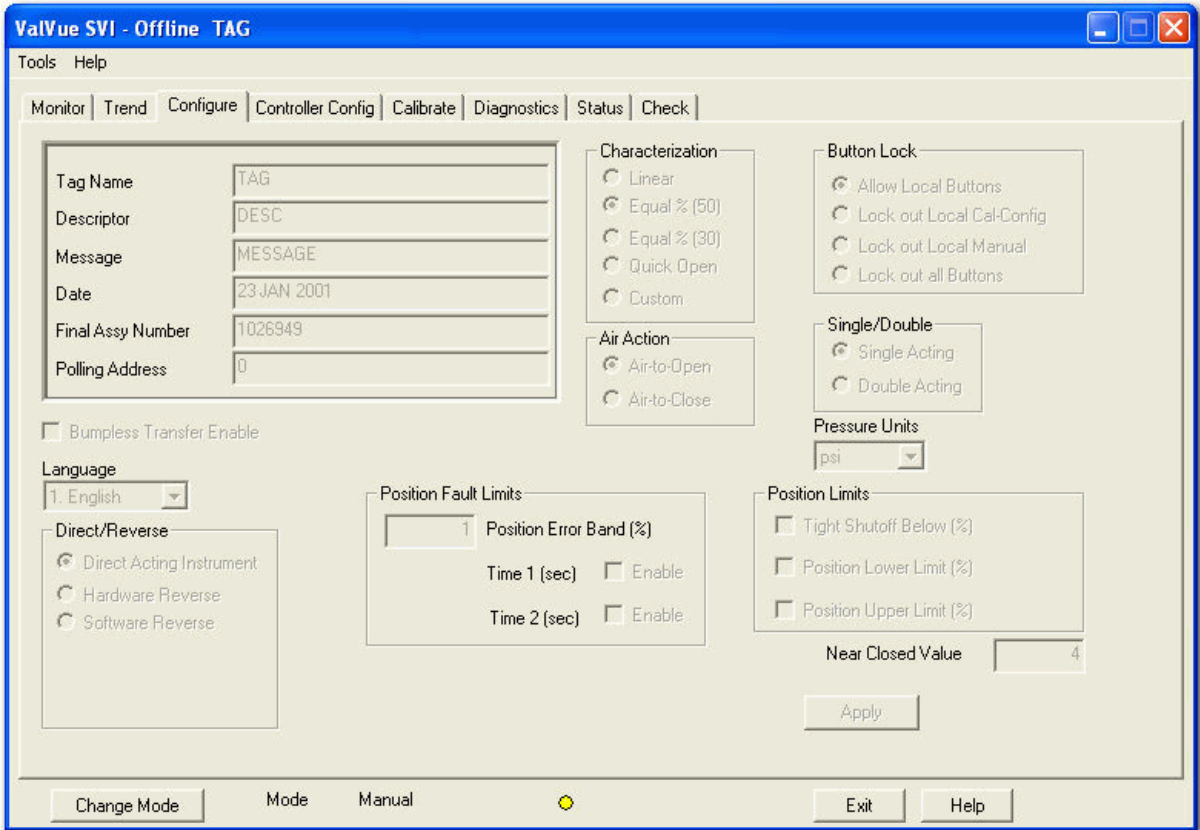 ValVue SVI - Offline TAG
Tools Help
Monitor Trend Configure Controller Config Calibrate Diagnostics Status Check
Tag Name TAG
Descriptor DESC
Message MESSAGE
Date 23 JAN 2001
Final Assy Number 1026949
Polling Address 0
Bumpless Transfer Enable
Language
1. English
Direct/Reverse
Direct Acting Instrument
Hardware Reverse
Software Reverse
Characterization
Linear
Equal % (50)
Equal % (30)
Quick Open
Custom
Air Action
Air-to-Open
Air-to-Close
Button Lock
Allow Local Buttons
Lock out Local Cal-Config
Lock out Local Manual
Lock out all Buttons
Single/Double
Single Acting
Double Acting
Pressure Units
psi
Position Fault Limits
1 Position Error Band (%)
Time 1 (sec) Enable
Time 2 (sec) Enable
Position Limits
Tight Shutoff Below (%)
Position Lower Limit (%)
Position Upper Limit (%)
Near Closed Value 4
Apply
Change Mode Mode Manual Exit Help